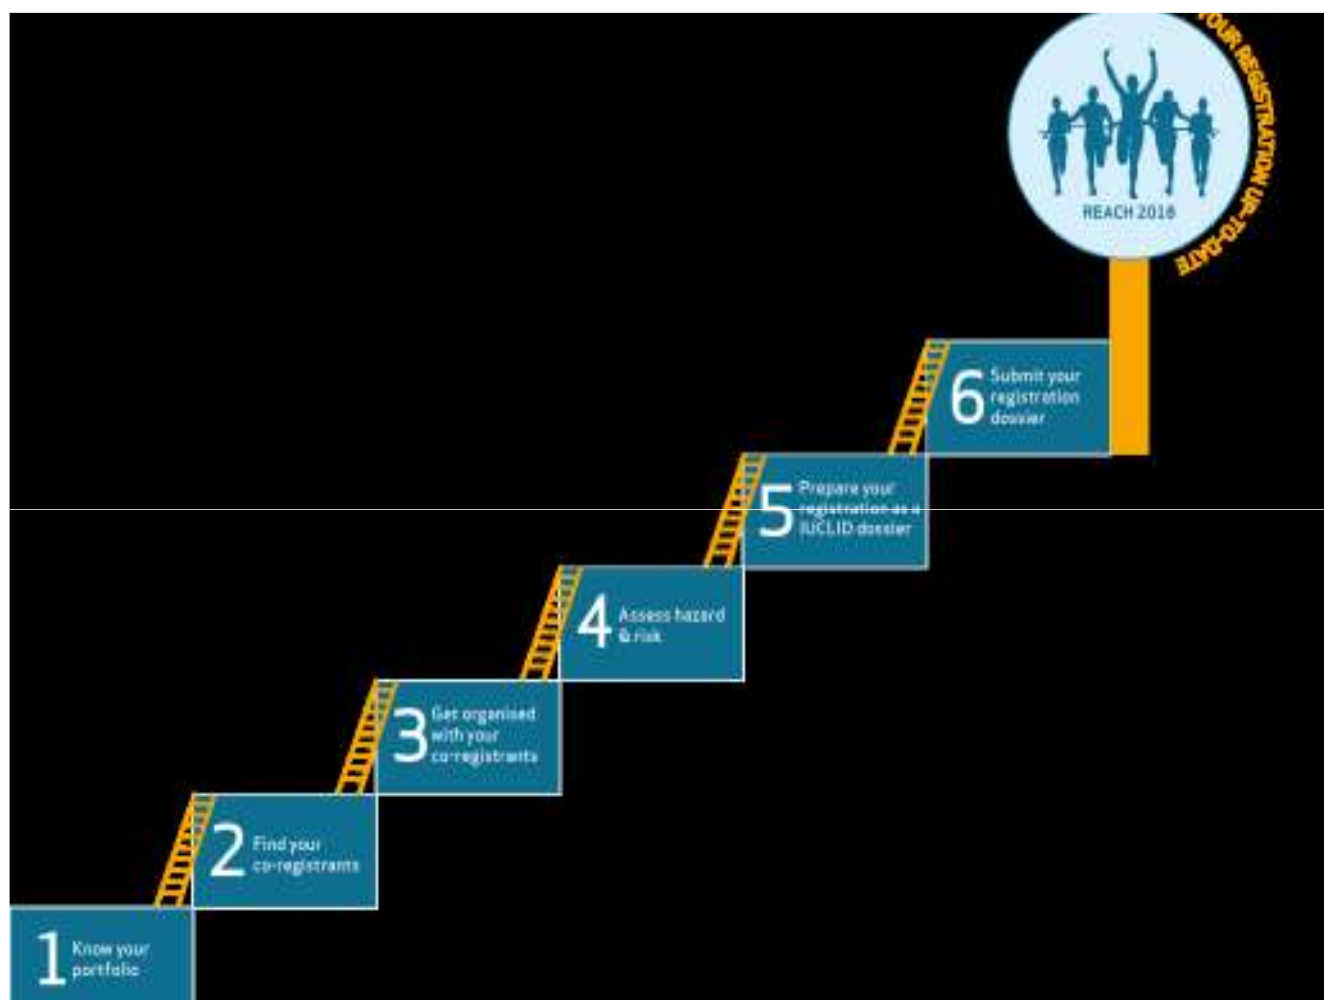 YOUR REGISTRATION UP-TO-DATE
REACH 2018
6
Submit your
registration
dossier
5
Prepare your
registration as a
IUCLID dossier
4
Assess hazard
& risk
3
Get organised
with your
co-registrants
2
Find your
co-registrants
1
Know your
portfolio